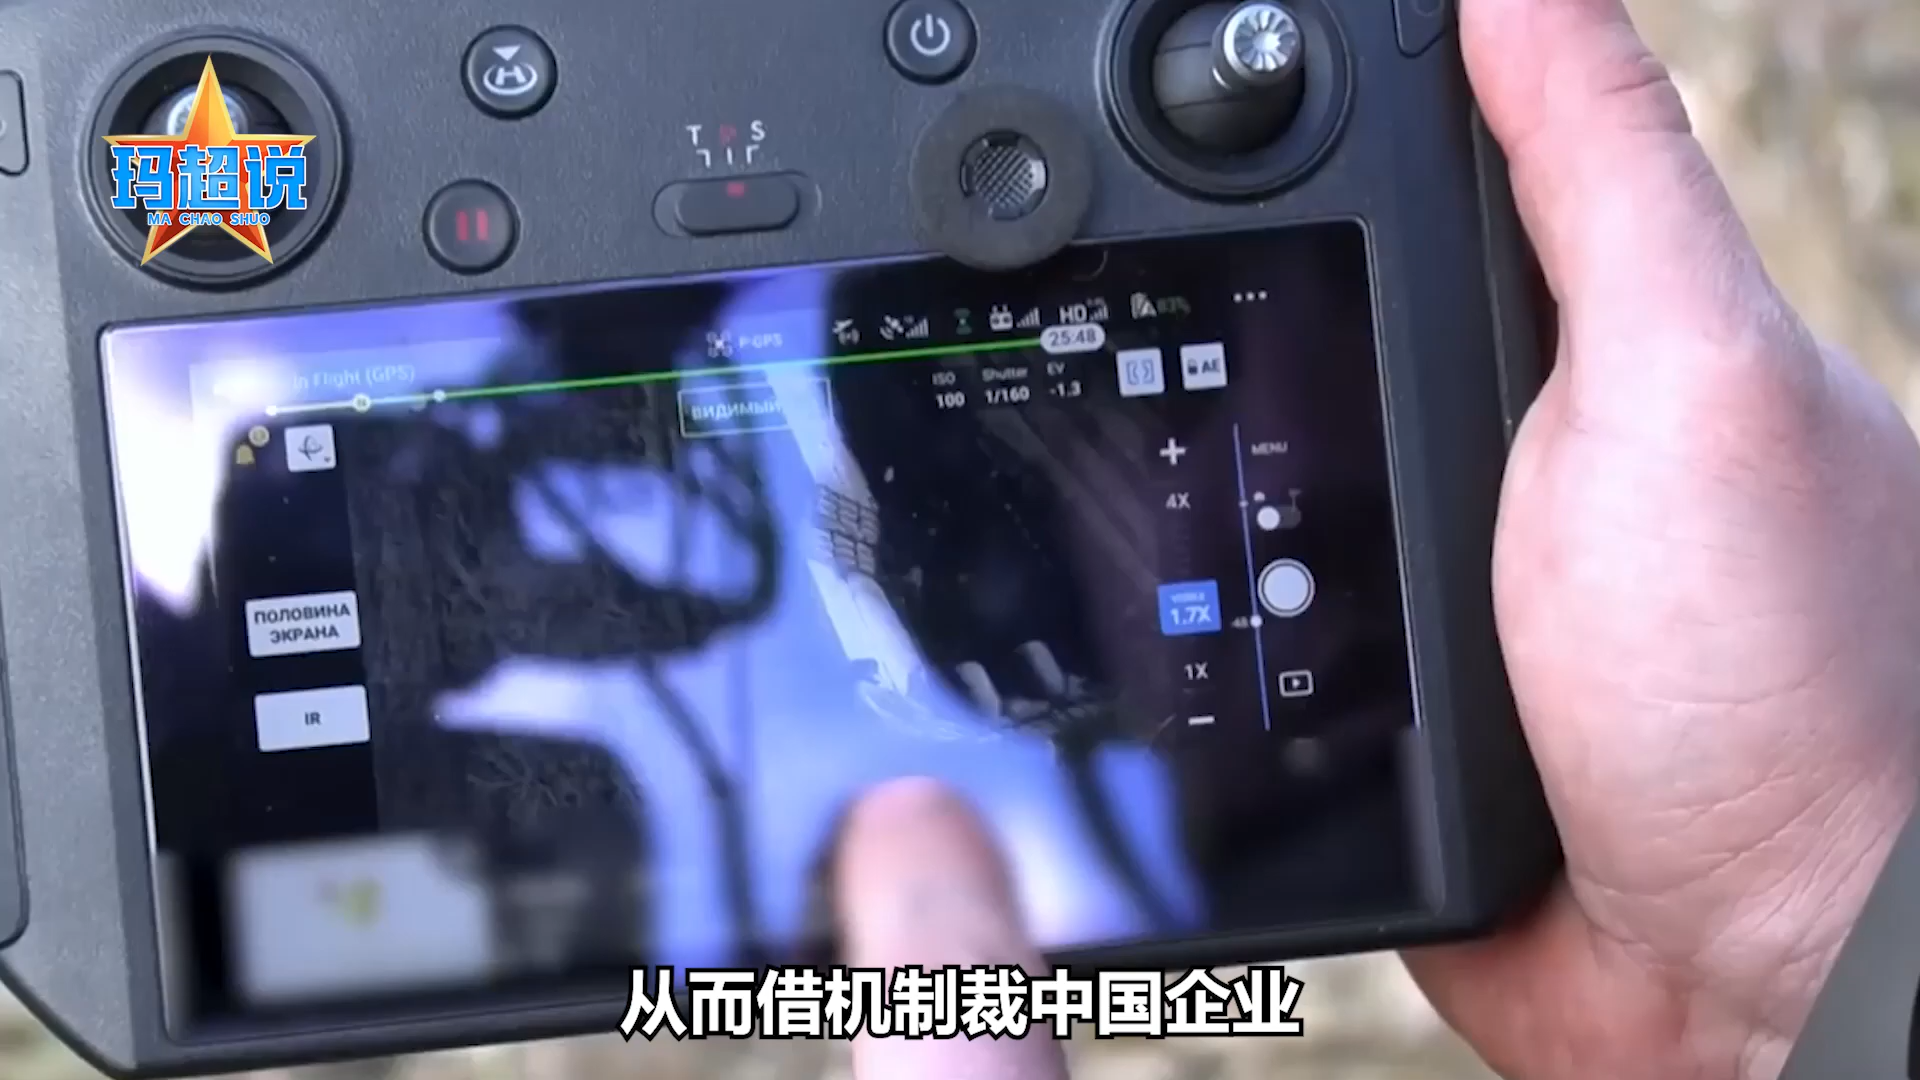 玛超说
MA CHAO SHUO
T P S
In Flight (GPS)
P-GPS
HD
83%
25:48
ISO
100
Shutter
1/160
EV
-1.3
AE
ВИДИМЫЙ
MENU
4X
1.7X
1X
ПОЛОВИНА
ЭКРАНА
IR
从而借机制裁中国企业